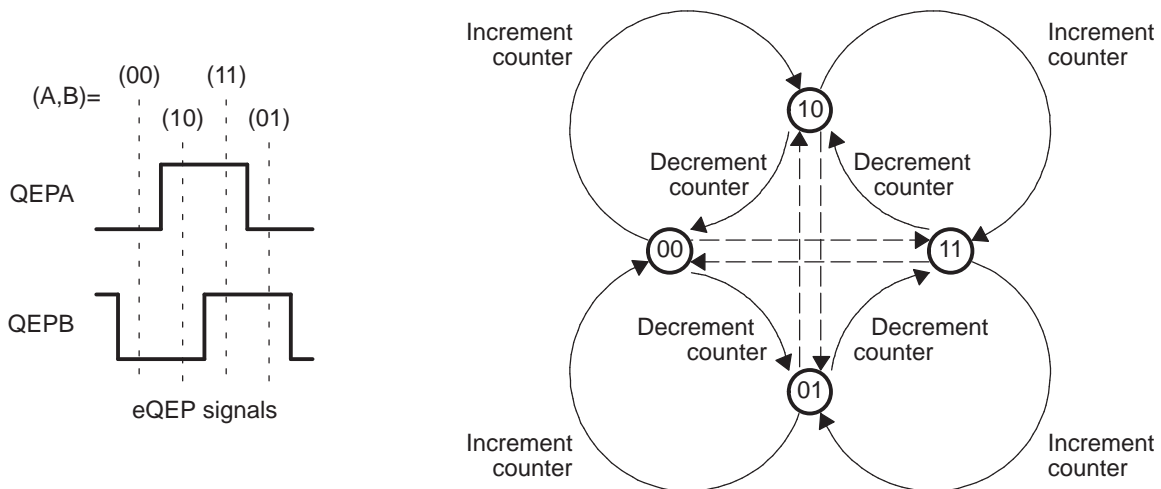 (A,B)=
(00)
(11)
(10)
(01)
QEPA
QEPB
eQEP signals
Increment
counter
Increment
counter
10
Decrement
counter
Decrement
counter
00
11
Decrement
counter
Decrement
counter
01
Increment
counter
Increment
counter